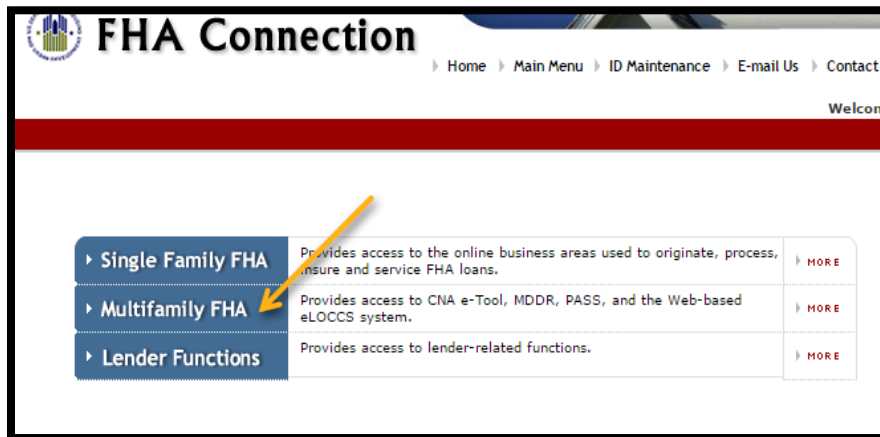 FHA Connection
Home Main Menu ID Maintenance E-mail Us Contact
Welcom
Single Family FHA
Provides access to the online business areas used to originate, process,
insure and service FHA loans.
MORE
Multifamily FHA
Provides access to CNA e-Tool, MDDR, PASS, and the Web-based
eLOCCS system.
MORE
Lender Functions
Provides access to lender-related functions.
MORE